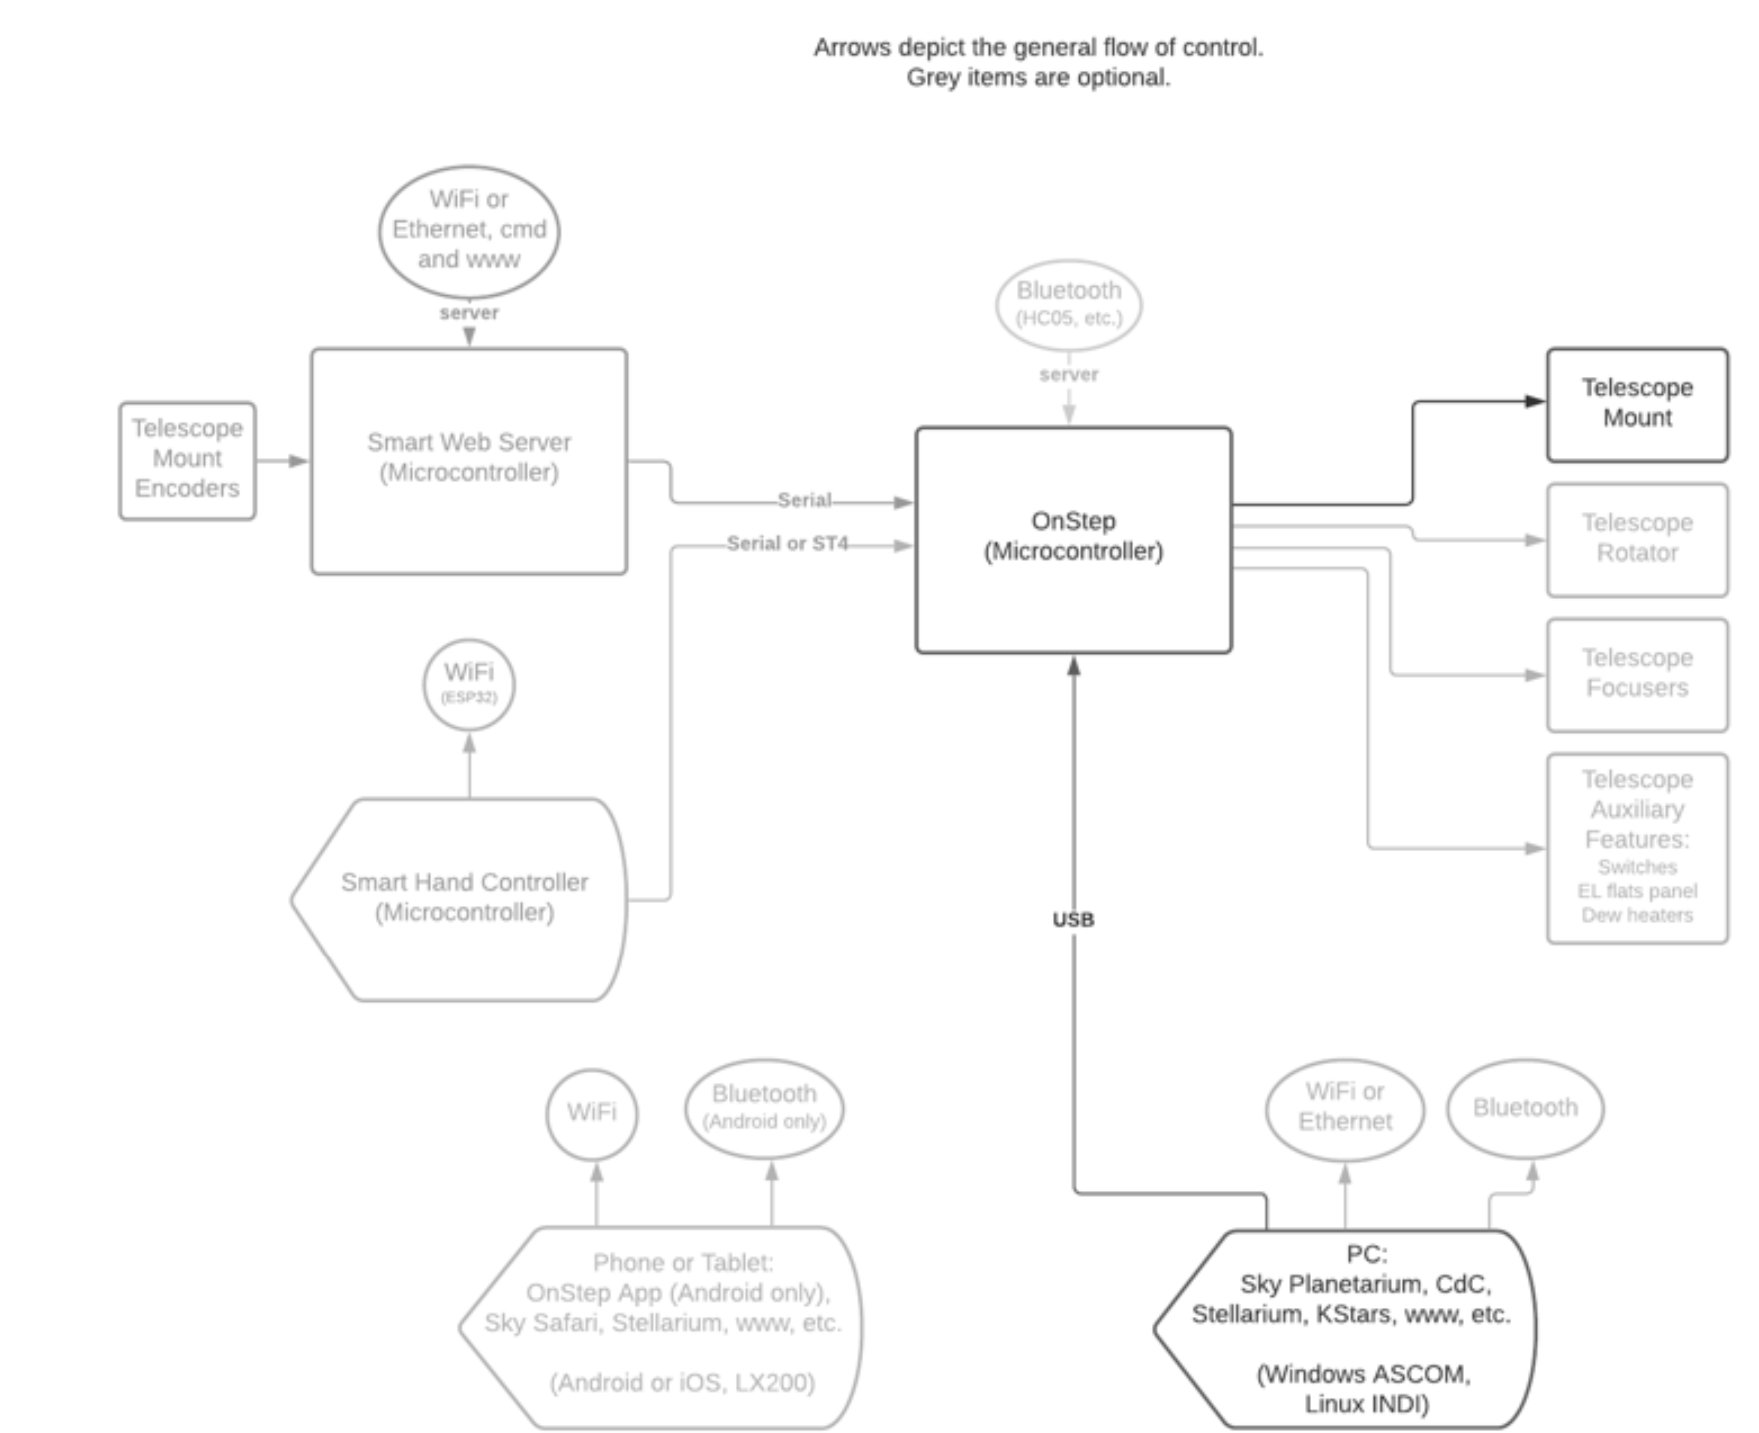 Arrows depict the general flow of control.
Grey items are optional.
WiFi or
Ethernet, cmd
and www
server
Bluetooth
(HC05, etc.)
server
Telescope
Mount
Encoders
Smart Web Server
(Microcontroller)
Serial
Serial or ST4
OnStep
(Microcontroller)
Telescope
Mount
Telescope
Rotator
Telescope
Focusers
Telescope
Auxiliary
Features:
Switches
EL flats panel
Dew heaters
WiFi
(ESP32)
Smart Hand Controller
(Microcontroller)
USB
WiFi
Bluetooth
(Android only)
WiFi or
Ethernet
Bluetooth
Phone or Tablet:
OnStep App (Android only),
Sky Safari, Stellarium, www, etc.
(Android or iOS, LX200)
PC:
Sky Planetarium, CdC,
Stellarium, KStars, www, etc.
(Windows ASCOM,
Linux INDI)